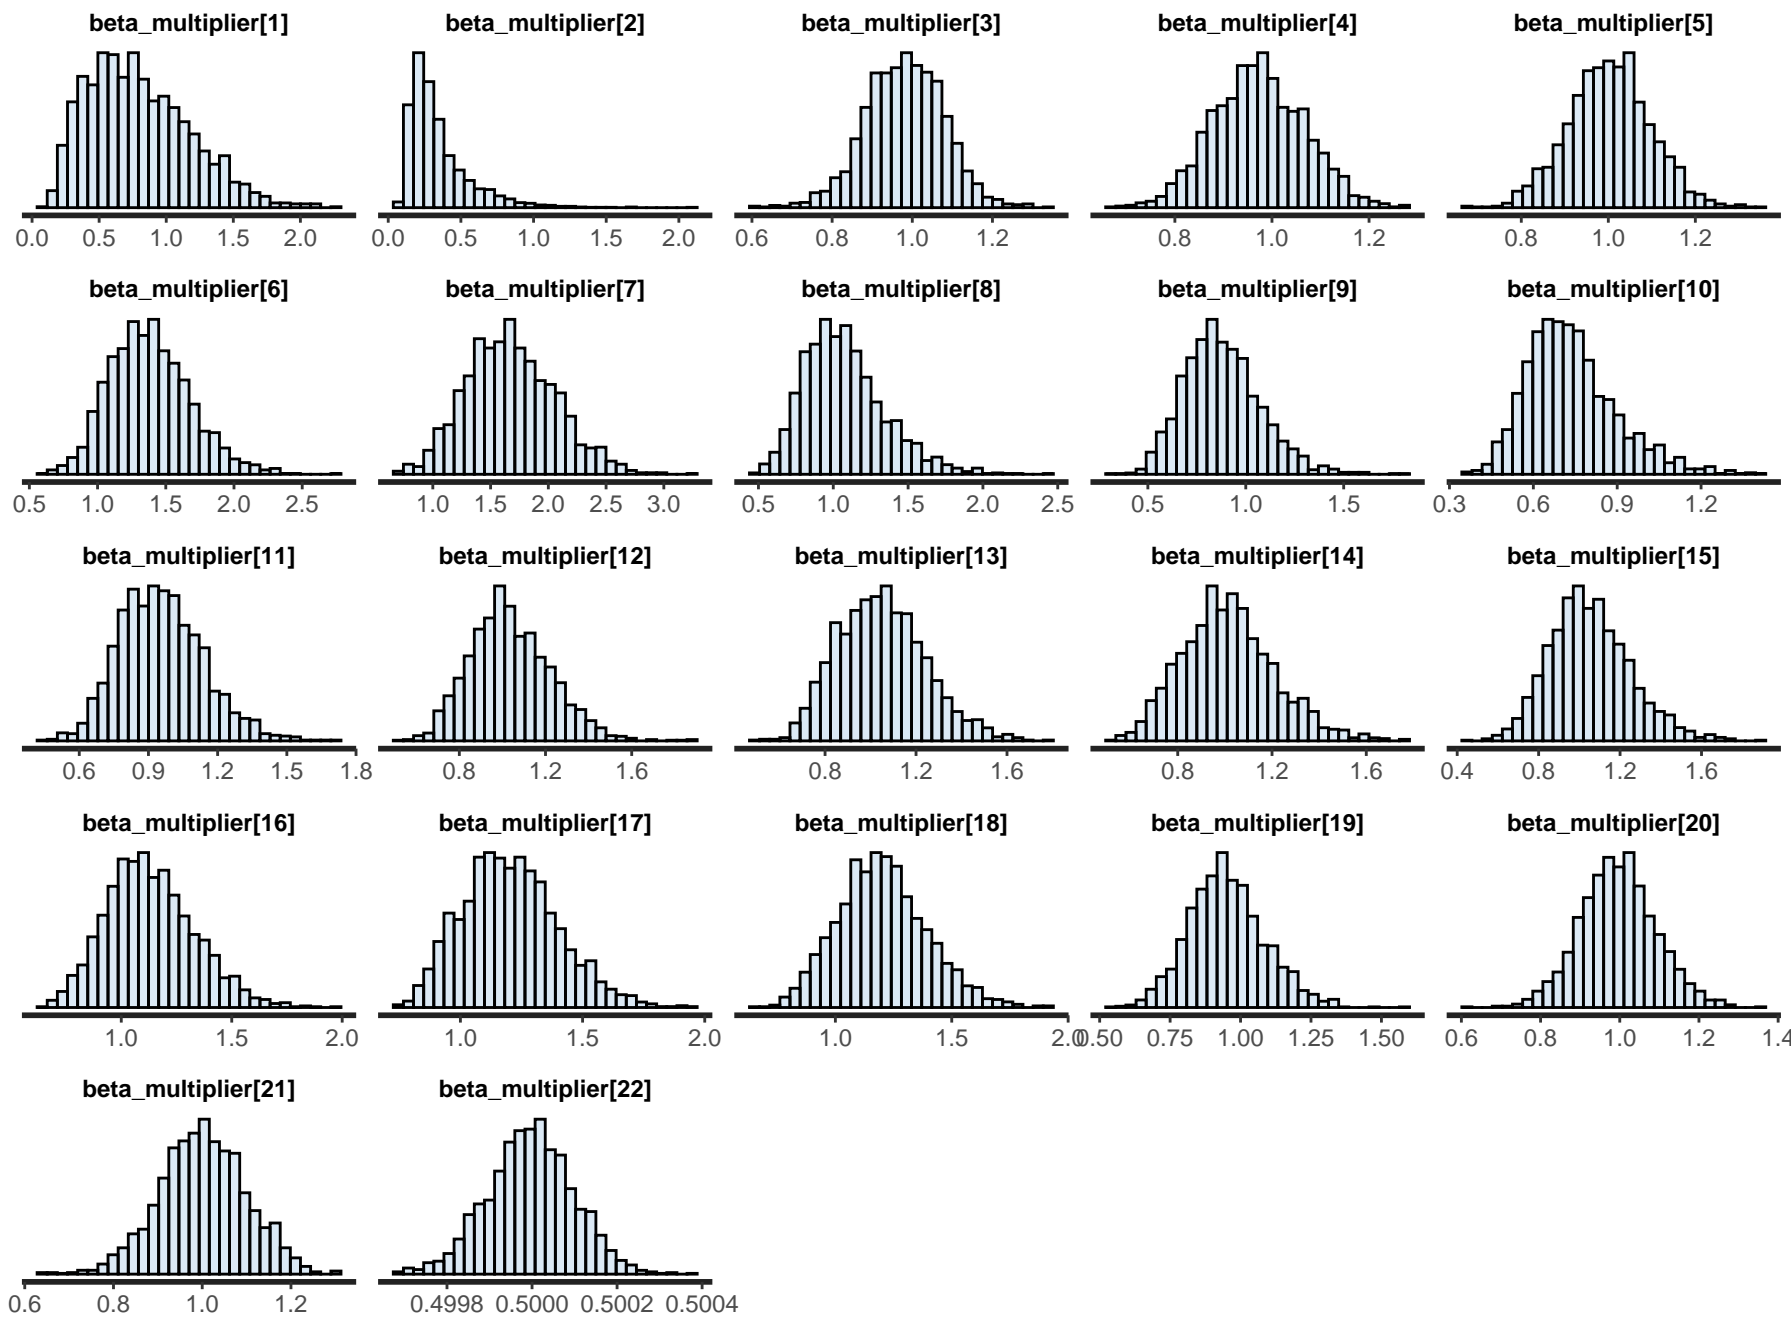 beta_multiplier[1] beta_multiplier[2] beta_multiplier[3] beta_multiplier[4] beta_multiplier[5]
0.0 0.5 1.0 1.5 2.0 0.0 0.5 1.0 1.5 2.0 0.6 0.8 1.0 1.2 0.8 1.0 1.2 0.8 1.0 1.2
beta_multiplier[6] beta_multiplier[7] beta_multiplier[8] beta_multiplier[9] beta_multiplier[10]
0.5 1.0 1.5 2.0 2.5 1.0 1.5 2.0 2.5 3.0 0.5 1.0 1.5 2.0 2.5 0.5 1.0 1.5 0.3 0.6 0.9 1.2
beta_multiplier[11] beta_multiplier[12] beta_multiplier[13] beta_multiplier[14] beta_multiplier[15]
0.6 0.9 1.2 1.5 1.8 0.8 1.2 1.6 0.8 1.2 1.6 0.8 1.2 1.6 0.4 0.8 1.2 1.6
beta_multiplier[16] beta_multiplier[17] beta_multiplier[18] beta_multiplier[19] beta_multiplier[20]
1.0 1.5 2.0 1.0 1.5 2.0 1.0 1.5 2.0 0.50 0.75 1.00 1.25 1.50 0.6 0.8 1.0 1.2 1.4
beta_multiplier[21] beta_multiplier[22]
0.6 0.8 1.0 1.2 0.4998 0.5000 0.5002 0.5004